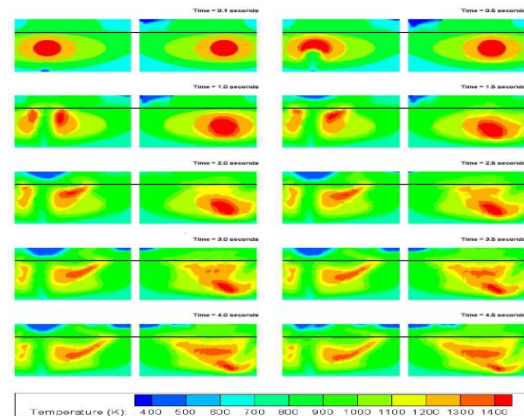 Time = 0.1 seconds
Time = 0.5 seconds
Time = 1.0 seconds
Time = 1.5 seconds
Time = 2.0 seconds
Time = 2.5 seconds
Time = 3.0 seconds
Time = 3.5 seconds
Time = 4.0 seconds
Time = 4.5 seconds
Temperature (K): 400 500 600 700 800 900 1000 1100 1200 1300 1400